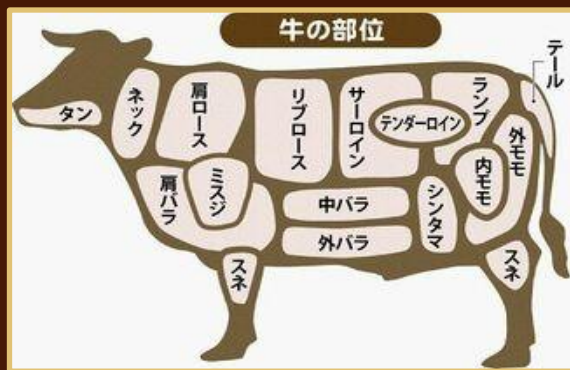 牛の部位
テール
タン
ネック
肩ロース
リブロース
サーロイン
テンダーロイン
ランプ
外モモ
内モモ
肩バラ
ミスジ
中バラ
外バラ
シンタマ
スネ
スネ